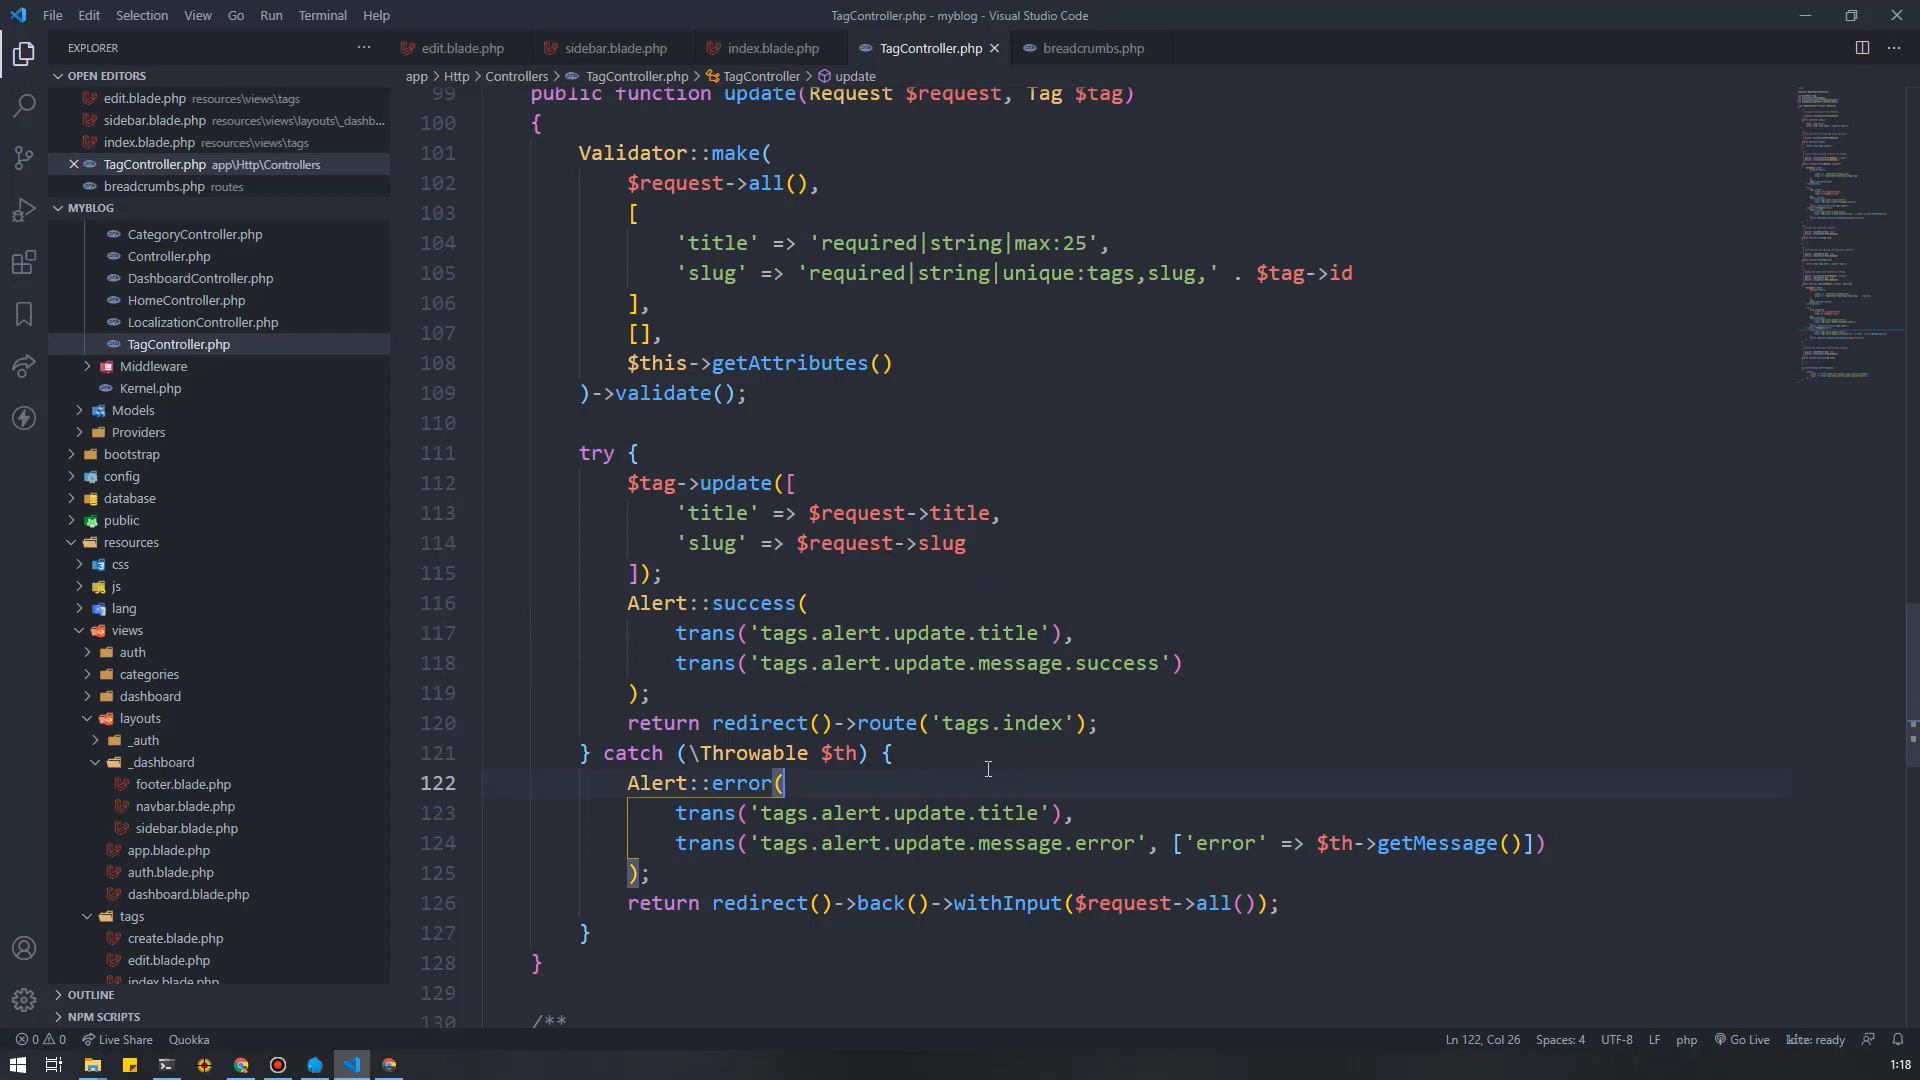 File Edit Selection View Go Run Terminal Help
TagController.php - myblog - Visual Studio Code
EXPLORER
OPEN EDITORS
edit.blade.php resources\views\tags
sidebar.blade.php resources\views\layouts\_dashb...
index.blade.php resources\views\tags
TagController.php app\Http\Controllers
breadcrumbs.php routes
MYBLOG
CategoryController.php
Controller.php
DashboardController.php
HomeController.php
LocalizationController.php
TagController.php
Middleware
Kernel.php
Models
Providers
bootstrap
config
database
public
resources
css
js
lang
views
auth
categories
dashboard
layouts
_auth
_dashboard
footer.blade.php
navbar.blade.php
sidebar.blade.php
app.blade.php
auth.blade.php
dashboard.blade.php
tags
create.blade.php
edit.blade.php
index.blade.php
OUTLINE
NPM SCRIPTS
edit.blade.php sidebar.blade.php index.blade.php TagController.php breadcrumbs.php
app > Http > Controllers > TagController.php > TagController > update
99 public function update(Request $request, Tag $tag)
100 {
101 Validator::make(
102 $request->all(),
103 [
104 'title' => 'required|string|max:25',
105 'slug' => 'required|string|unique:tags,slug,' . $tag->id
106 ],
107 [],
108 $this->getAttributes()
109 )->validate();
110
111 try {
112 $tag->update([
113 'title' => $request->title,
114 'slug' => $request->slug
115 ]);
116 Alert::success(
117 trans('tags.alert.update.title'),
118 trans('tags.alert.update.message.success')
119 );
120 return redirect()->route('tags.index');
121 } catch (\Throwable $th) {
122 Alert::error(
123 trans('tags.alert.update.title'),
124 trans('tags.alert.update.message.error', ['error' => $th->getMessage()])
125 );
126 return redirect()->back()->withInput($request->all());
127 }
128 }
129
130 /**
0 0 Live Share Quokka
Ln 122, Col 26 Spaces: 4 UTF-8 LF php Go Live kite: ready
1:18